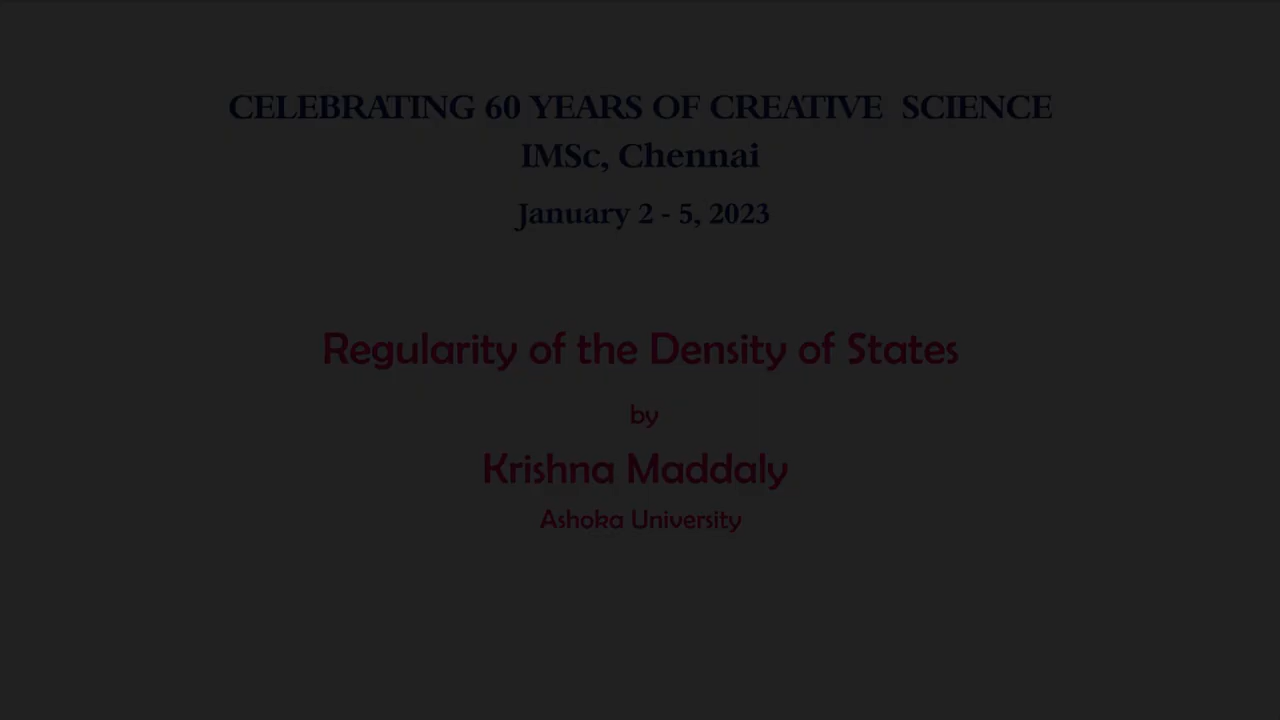 CELEBRATING 60 YEARS OF CREATIVE SCIENCE
IMSc, Chennai
January 2 - 5, 2023
Regularity of the Density of States
by
Krishna Maddaly
Ashoka University